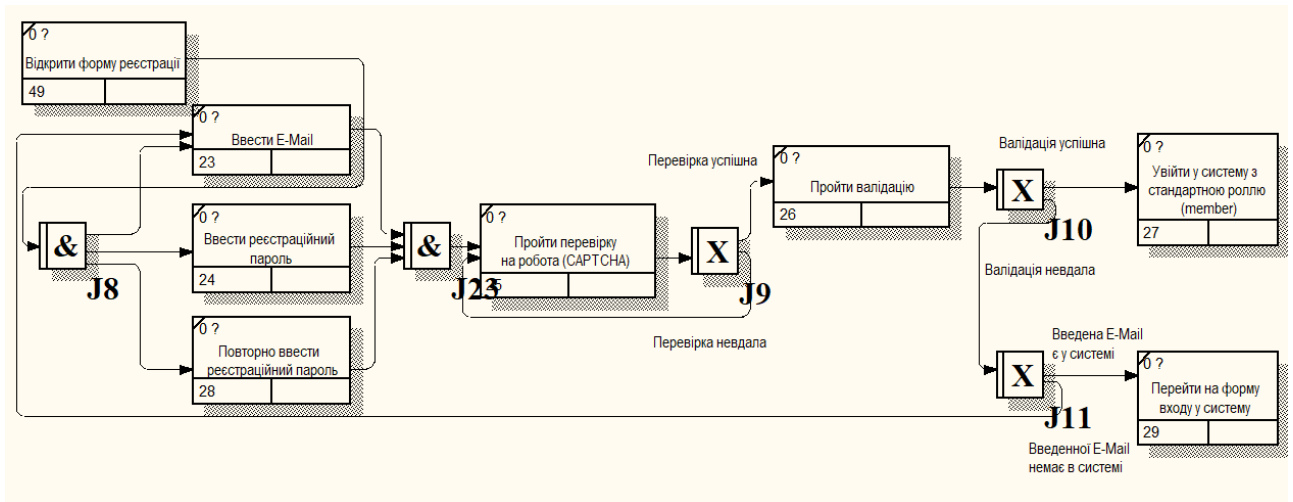 0 ?
Відкрити форму реєстрації
49
0 ?
Ввести E-Mail
23
&
J8
0 ?
Ввести реєстраційний
пароль
24
0 ?
Повторно ввести
реєстраційний пароль
28
&
J23
0 ?
Пройти перевірку
на робота (CAPTCHA)
5
X
J9
Перевірка успішна
Перевірка невдала
0 ?
Пройти валідацію
26
X
J10
Валідація успішна
Валідація невдала
0 ?
Увійти у систему з
стандартною роллю
(member)
27
X
J11
Введена E-Mail
є у системі
Введенної E-Mail
немає в системі
0 ?
Перейти на форму
входу у систему
29